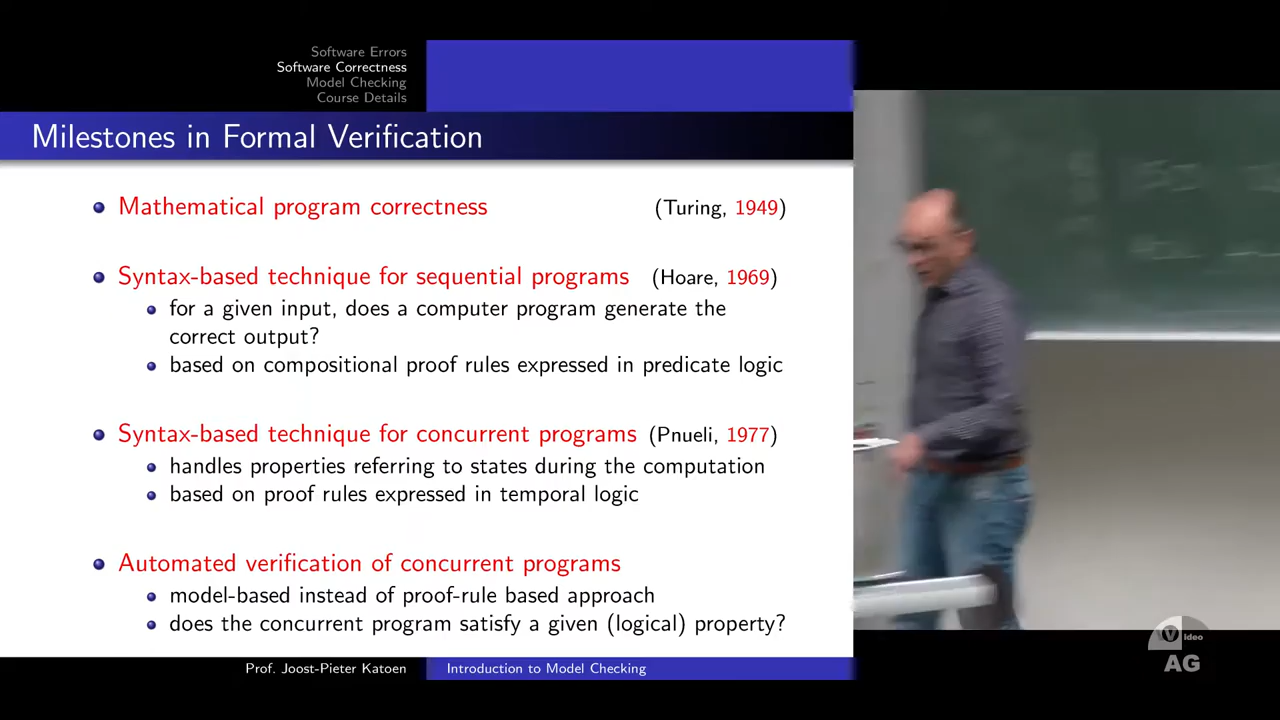 Software Errors
Software Correctness
Model Checking
Course Details
Milestones in Formal Verification
Mathematical program correctness (Turing, 1949)
Syntax-based technique for sequential programs (Hoare, 1969)
for a given input, does a computer program generate the
correct output?
based on compositional proof rules expressed in predicate logic
Syntax-based technique for concurrent programs (Pnueli, 1977)
handles properties referring to states during the computation
based on proof rules expressed in temporal logic
Automated verification of concurrent programs
model-based instead of proof-rule based approach
does the concurrent program satisfy a given (logical) property?
Prof. Joost-Pieter Katoen Introduction to Model Checking
Video
AG